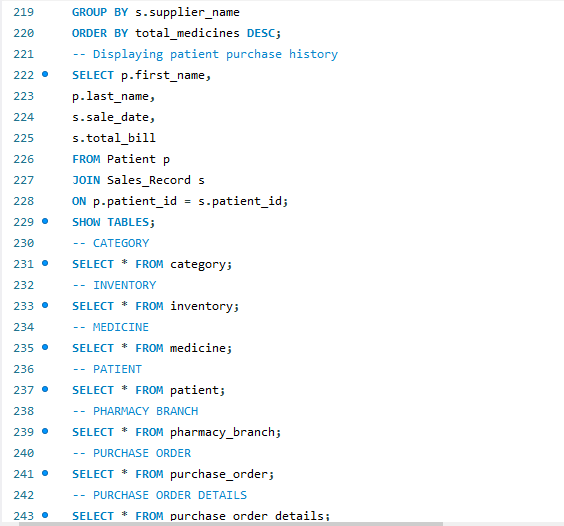 219 GROUP BY s.supplier_name
220 ORDER BY total_medicines DESC;
221 -- Displaying patient purchase history
222 SELECT p.first_name,
223 p.last_name,
224 s.sale_date,
225 s.total_bill
226 FROM Patient p
227 JOIN Sales_Record s
228 ON p.patient_id = s.patient_id;
229 SHOW TABLES;
230 -- CATEGORY
231 SELECT * FROM category;
232 -- INVENTORY
233 SELECT * FROM inventory;
234 -- MEDICINE
235 SELECT * FROM medicine;
236 -- PATIENT
237 SELECT * FROM patient;
238 -- PHARMACY BRANCH
239 SELECT * FROM pharmacy_branch;
240 -- PURCHASE ORDER
241 SELECT * FROM purchase_order;
242 -- PURCHASE ORDER DETAILS
243 SELECT * FROM purchase_order_details;